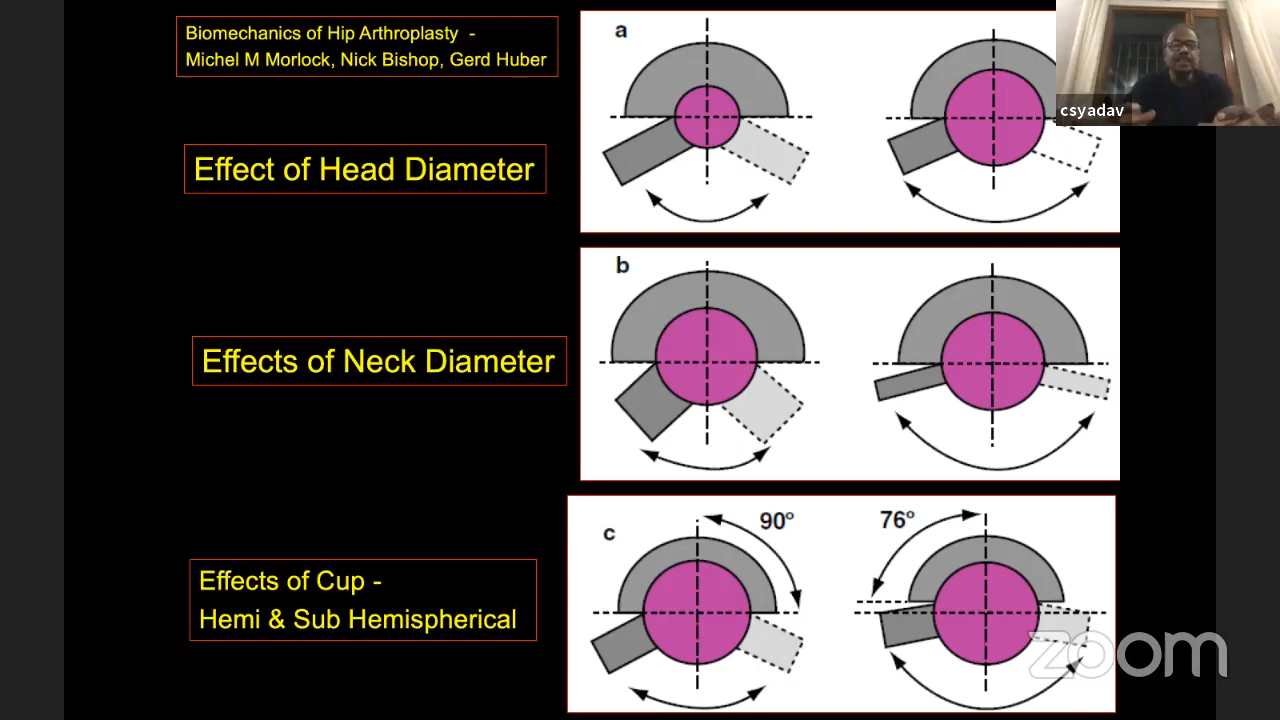 Biomechanics of Hip Arthroplasty -
Michel M Morlock, Nick Bishop, Gerd Huber
a
csyadav
Effect of Head Diameter
b
Effects of Neck Diameter
c
90°
76°
Effects of Cup -
Hemi & Sub Hemispherical
zoom